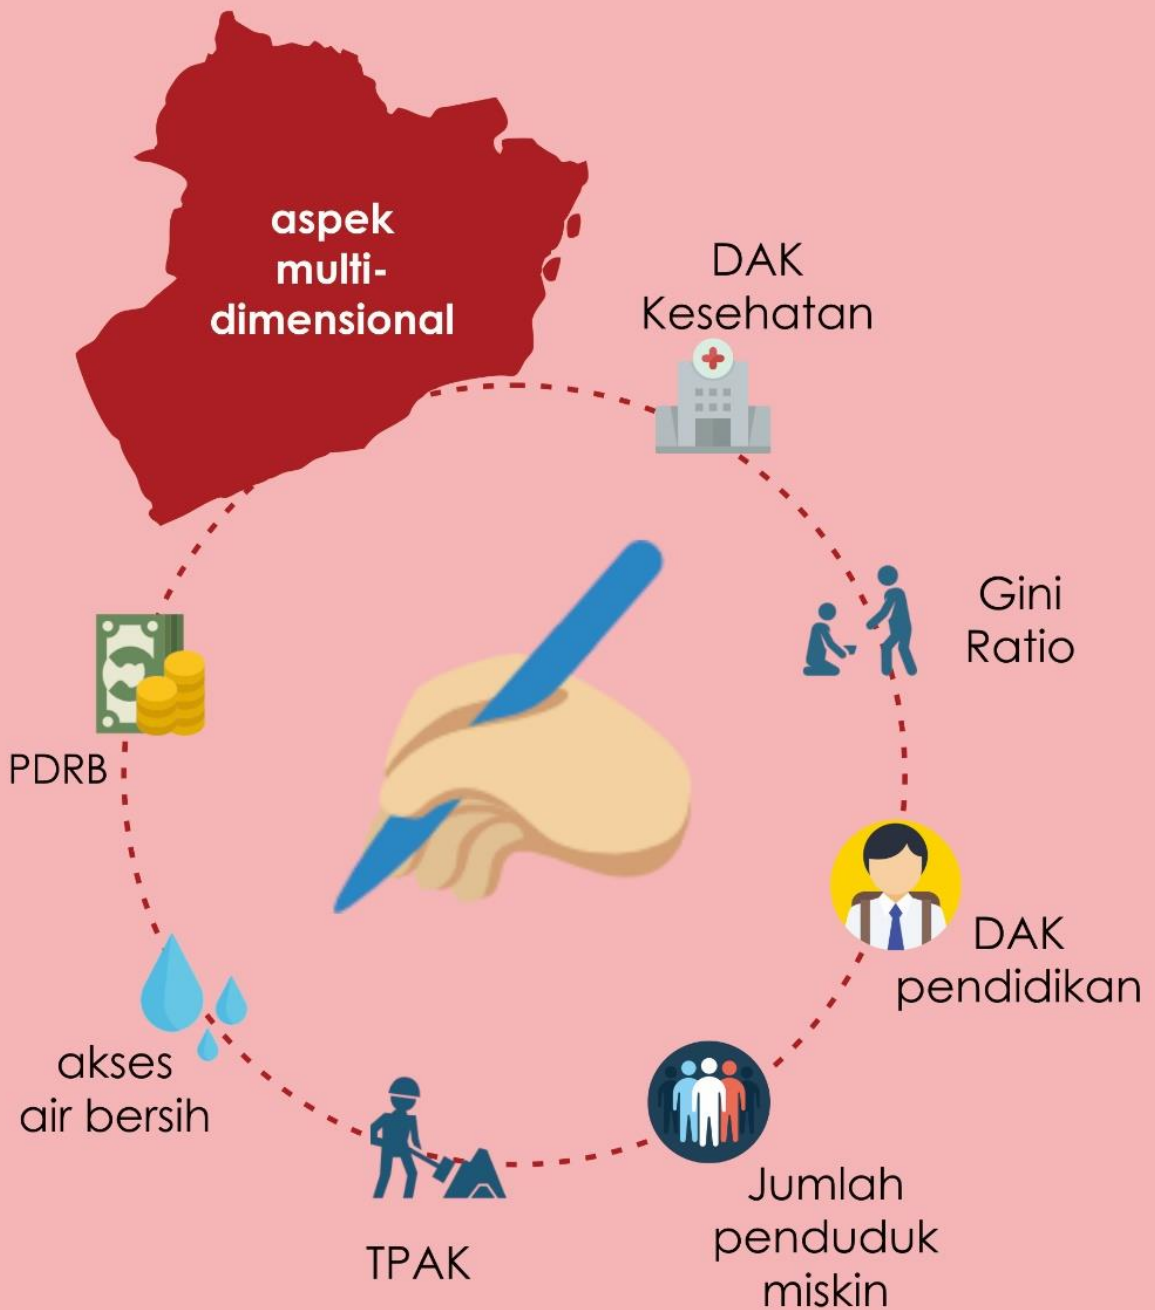 aspek
multi-
dimensional
DAK
Kesehatan
Gini
Ratio
DAK
pendidikan
Jumlah
penduduk
miskin
TPAK
akses
air bersih
PDRB